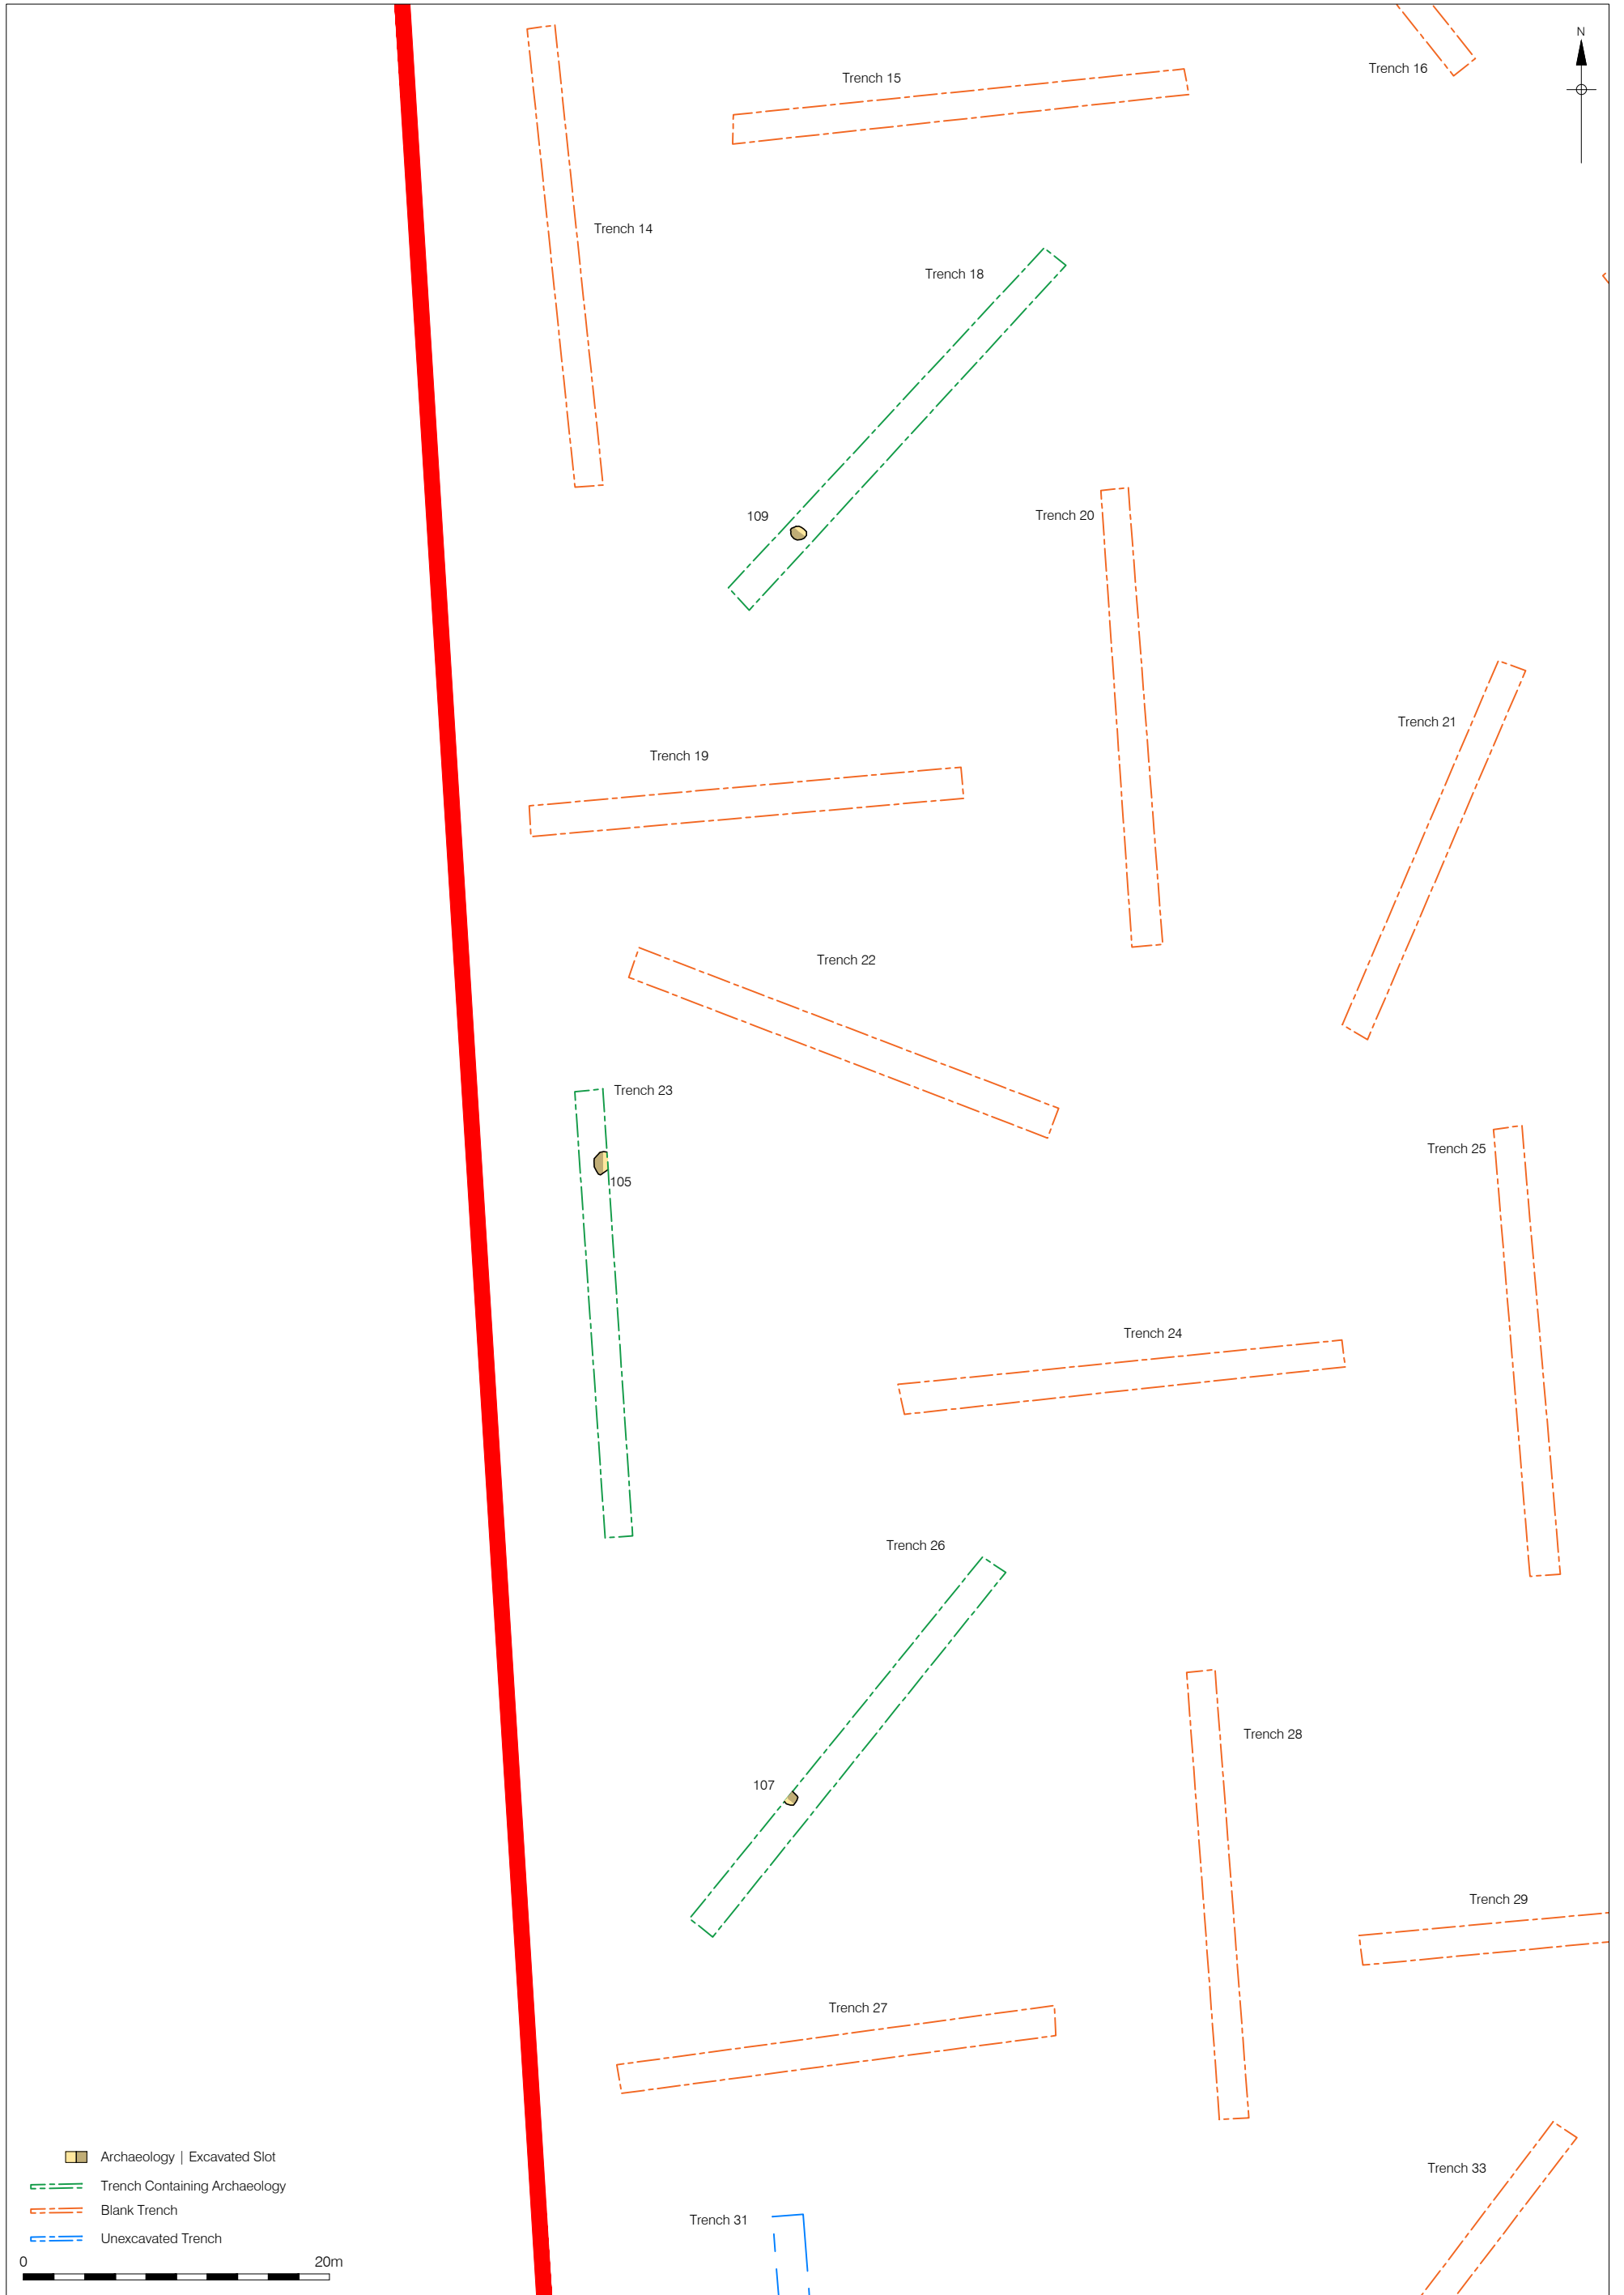 N
Trench 16
Trench 15
Trench 14
Trench 18
109
Trench 20
Trench 21
Trench 19
Trench 22
Trench 23
Trench 25
105
Trench 24
Trench 26
Trench 28
107
Trench 29
Trench 27
Archaeology | Excavated Slot
Trench 33
Trench Containing Archaeology
Blank Trench
Trench 31
Unexcavated Trench
0 20m